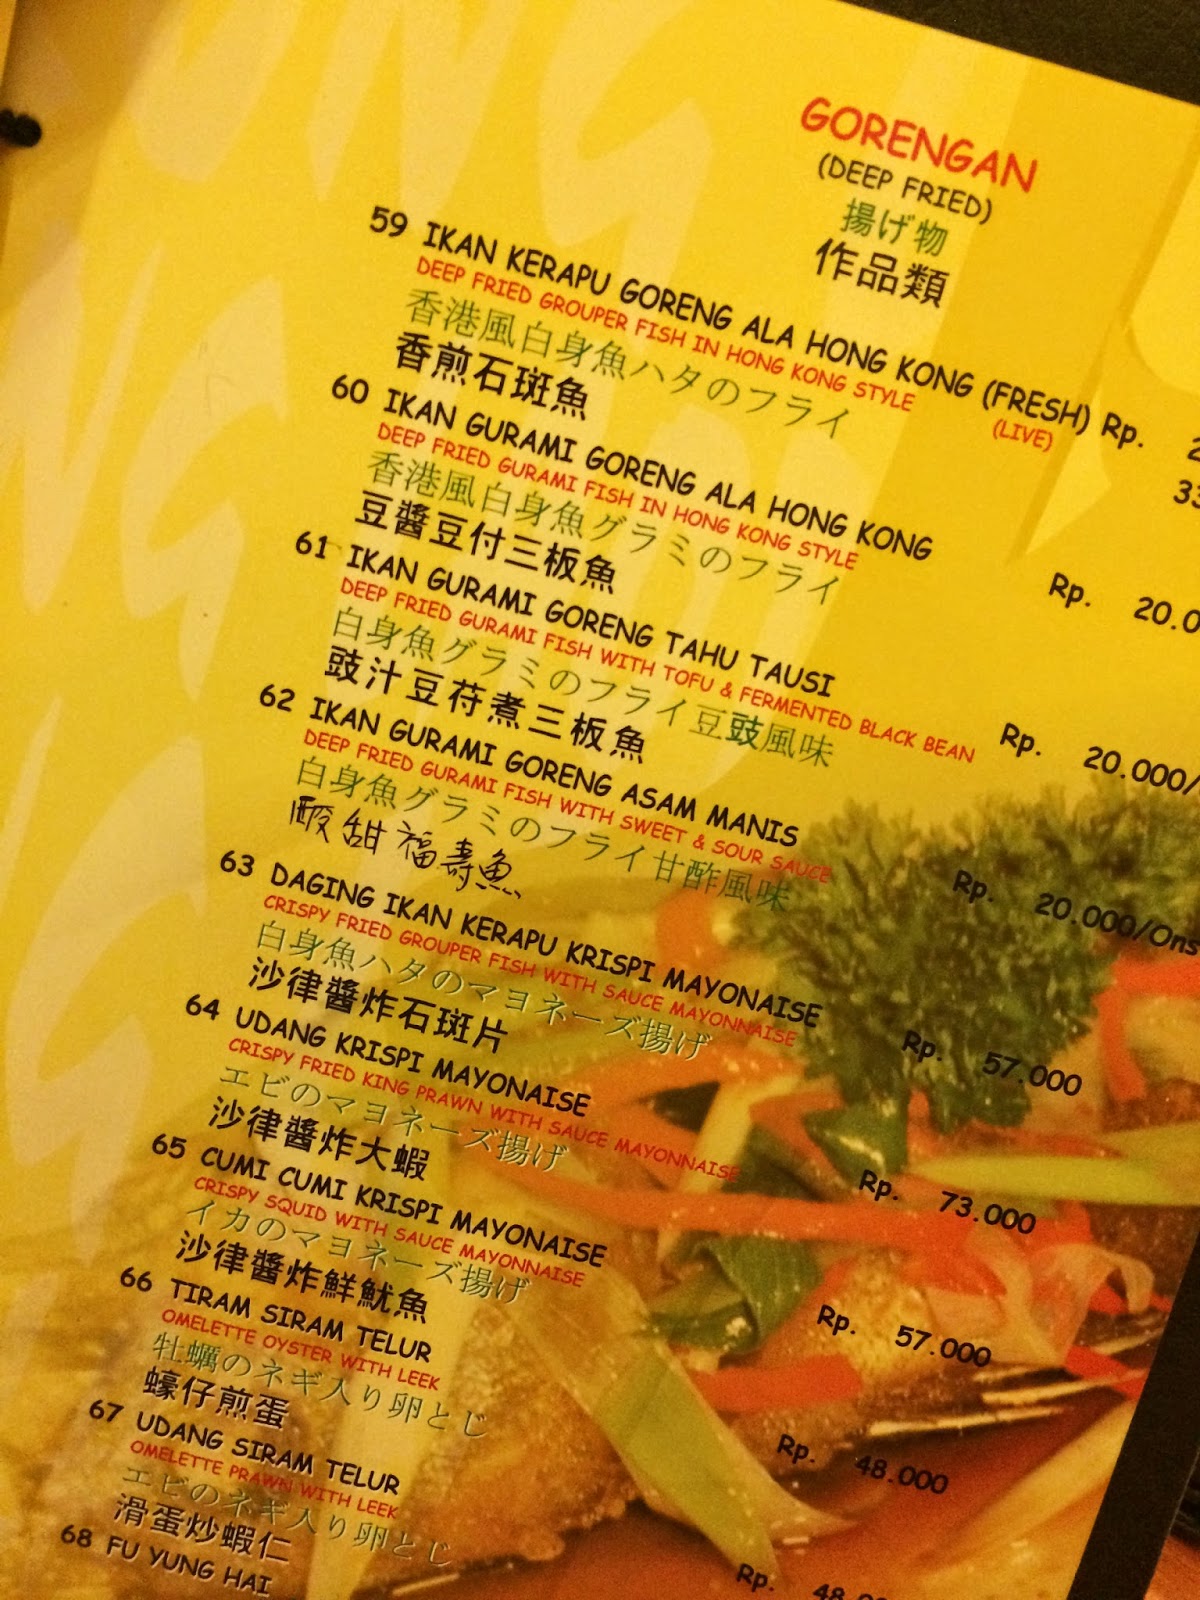 GORENGAN
(DEEP FRIED)
揚げ物
作品類
59 IKAN KERAPU GORENG ALA HONG KONG (FRESH) Rp.
DEEP FRIED GROUPER FISH IN HONG KONG STYLE (LIVE)
香港風白身魚ハタのフライ
香煎石斑魚
60 IKAN GURAMI GORENG ALA HONG KONG Rp. 20.0
DEEP FRIED GURAMI FISH IN HONG KONG STYLE
香港風白身魚グラミのフライ
豆醬豆付三板魚
61 IKAN GURAMI GORENG TAHU TAUSI Rp. 20.000/
DEEP FRIED GURAMI FISH WITH TOFU & FERMENTED BLACK BEAN
白身魚グラミのフライ豆豉風味
豉汁豆苻煮三板魚
62 IKAN GURAMI GORENG ASAM MANIS Rp. 20.000/Ons
DEEP FRIED GURAMI FISH WITH SWEET & SOUR SAUCE
白身魚グラミのフライ甘酢風味
酸甜福壽魚
63 DAGING IKAN KERAPU KRISPI MAYONAISE Rp. 57.000
CRISPY FRIED GROUPER FISH WITH SAUCE MAYONNAISE
白身魚ハタのマヨネーズ揚げ
沙律醬炸石斑片
64 UDANG KRISPI MAYONAISE Rp. 73.000
CRISPY FRIED KING PRAWN WITH SAUCE MAYONNAISE
エビのマヨネーズ揚げ
沙律醬炸大蝦
65 CUMI CUMI KRISPI MAYONAISE Rp. 57.000
CRISPY SQUID WITH SAUCE MAYONNAISE
イカのマヨネーズ揚げ
沙律醬炸鮮魷魚
66 TIRAM SIRAM TELUR Rp. 48.000
OMELETTE OYSTER WITH LEEK
牡蠣のネギ入り卵とじ
蠔仔煎蛋
67 UDANG SIRAM TELUR Rp. 48.
OMELETTE PRAWN WITH LEEK
エビのネギ入り卵とじ
滑蛋炒蝦仁
68 FU YUNG HAI